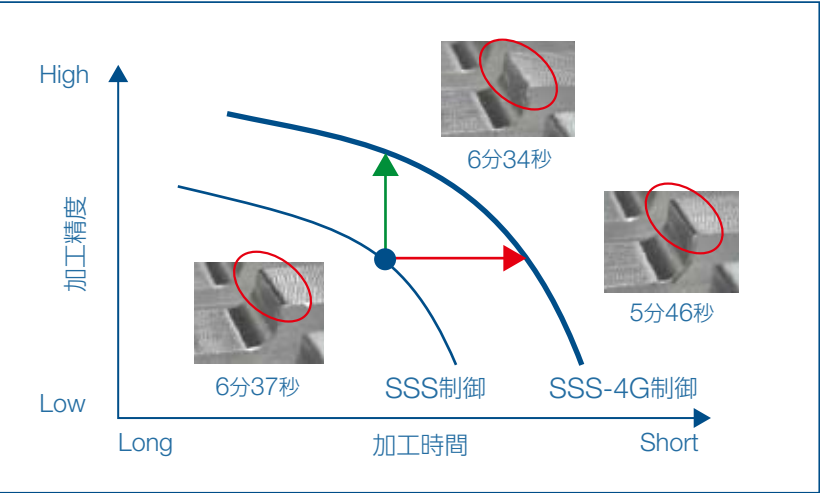 High
6分34秒
加工精度
5分46秒
6分37秒
SSS制御
SSS-4G制御
Low
Long
加工時間
Short